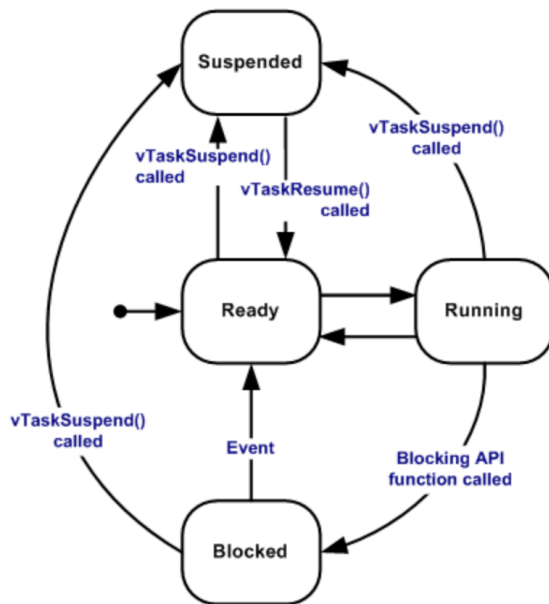 Suspended
vTaskSuspend()
called
vTaskSuspend()
called
vTaskResume()
called
Ready
Running
vTaskSuspend()
called
Event
Blocking API
function called
Blocked